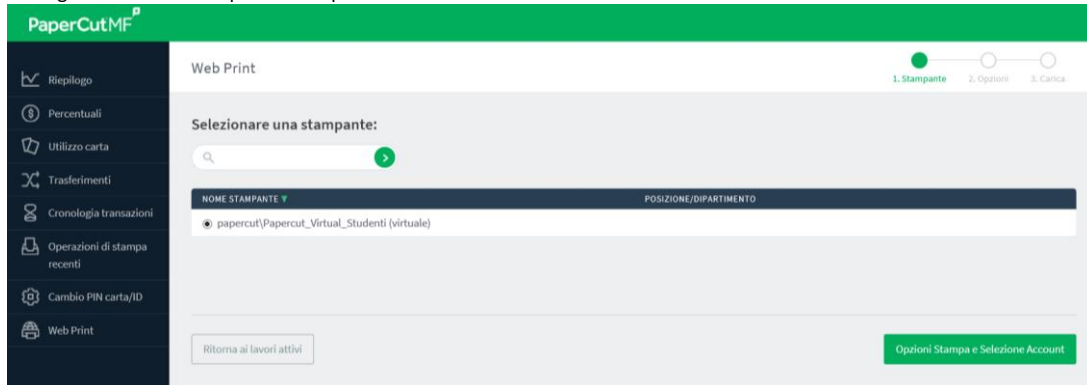 PaperCutMF
Web Print
1. Stampante 2. Opzioni 3. Carica
Riepilogo
Percentuali
Utilizzo carta
Trasferimenti
Cronologia transazioni
Operazioni di stampa
recenti
Cambio PIN carta/ID
Web Print
Selezionare una stampante:
NOME STAMPANTE POSIZIONE/DIPARTIMENTO
papercut\Papercut_Virtual_Studenti (virtuale)
Ritorna ai lavori attivi
Opzioni Stampa e Selezione Account